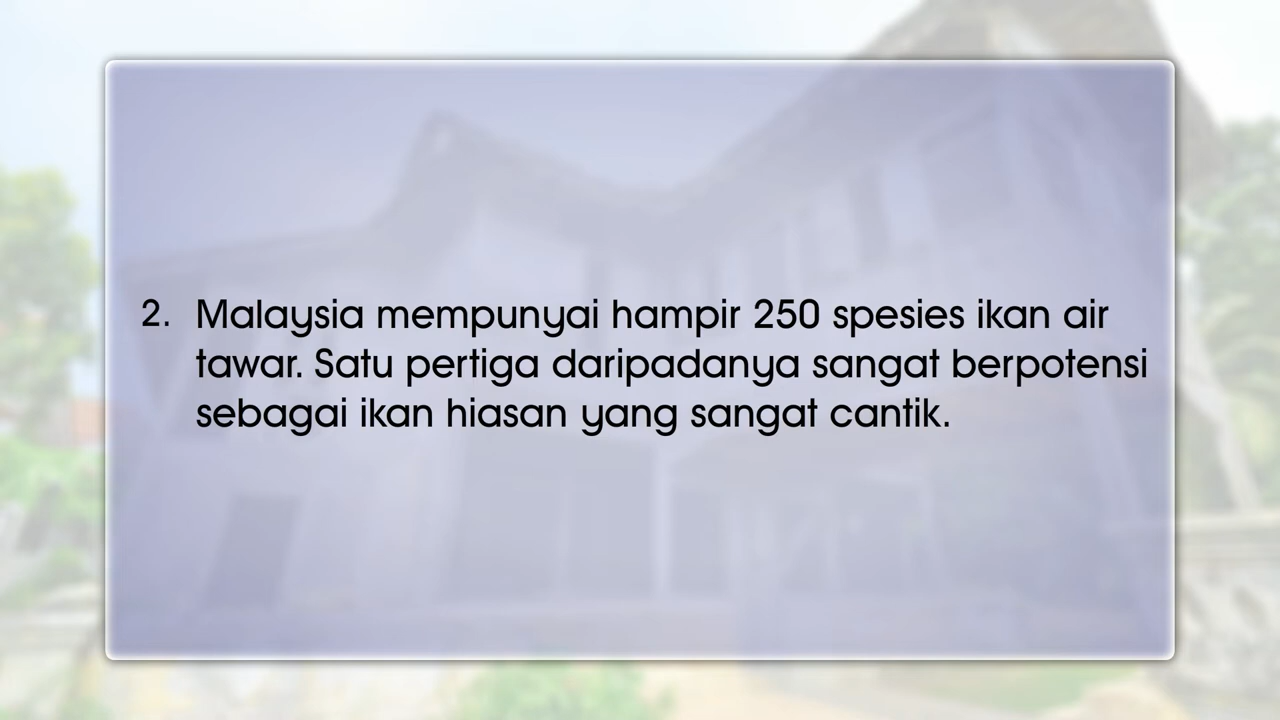 2. Malaysia mempunyai hampir 250 spesies ikan air
tawar. Satu pertiga daripadanya sangat berpotensi
sebagai ikan hiasan yang sangat cantik.